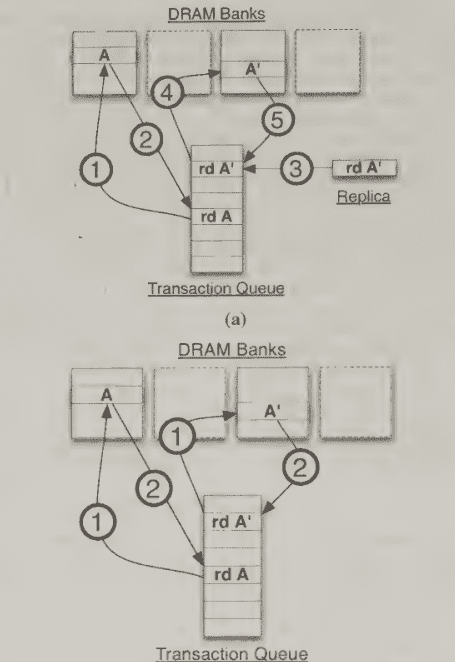 DRAM Banks
A
A'
4
5
2
1
rd A'
3
rd A'
Replica
rd A
Transaction Queue
(a)
DRAM Banks
A
A'
1
2
2
1
rd A'
rd A
Transaction Queue